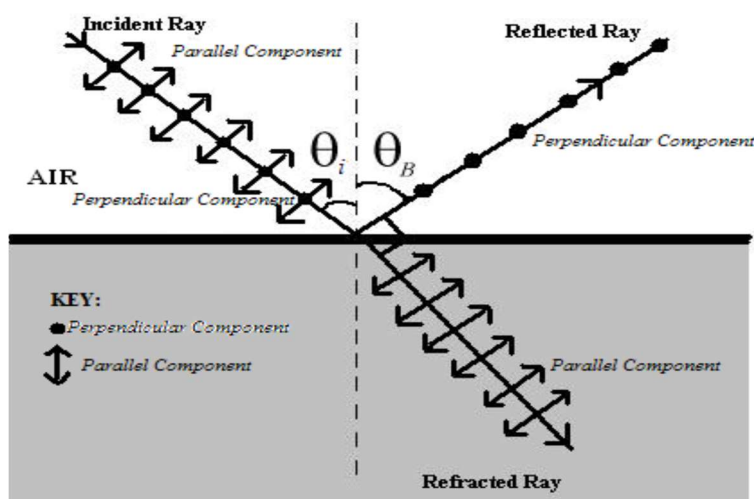 Incident Ray
Parallel Component
Reflected Ray
θi
θB
Perpendicular Component
AIR
Perpendicular Component
KEY:
Perpendicular Component
Parallel Component
Parallel Component
Refracted Ray